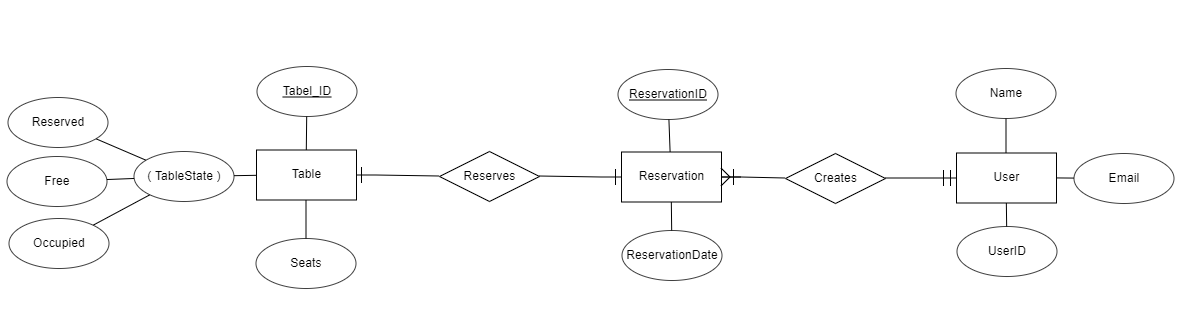 Tabel_ID
ReservationID
Name
Reserved
Free
( TableState )
Table
Reserves
Reservation
Creates
User
Email
Occupied
Seats
ReservationDate
UserID